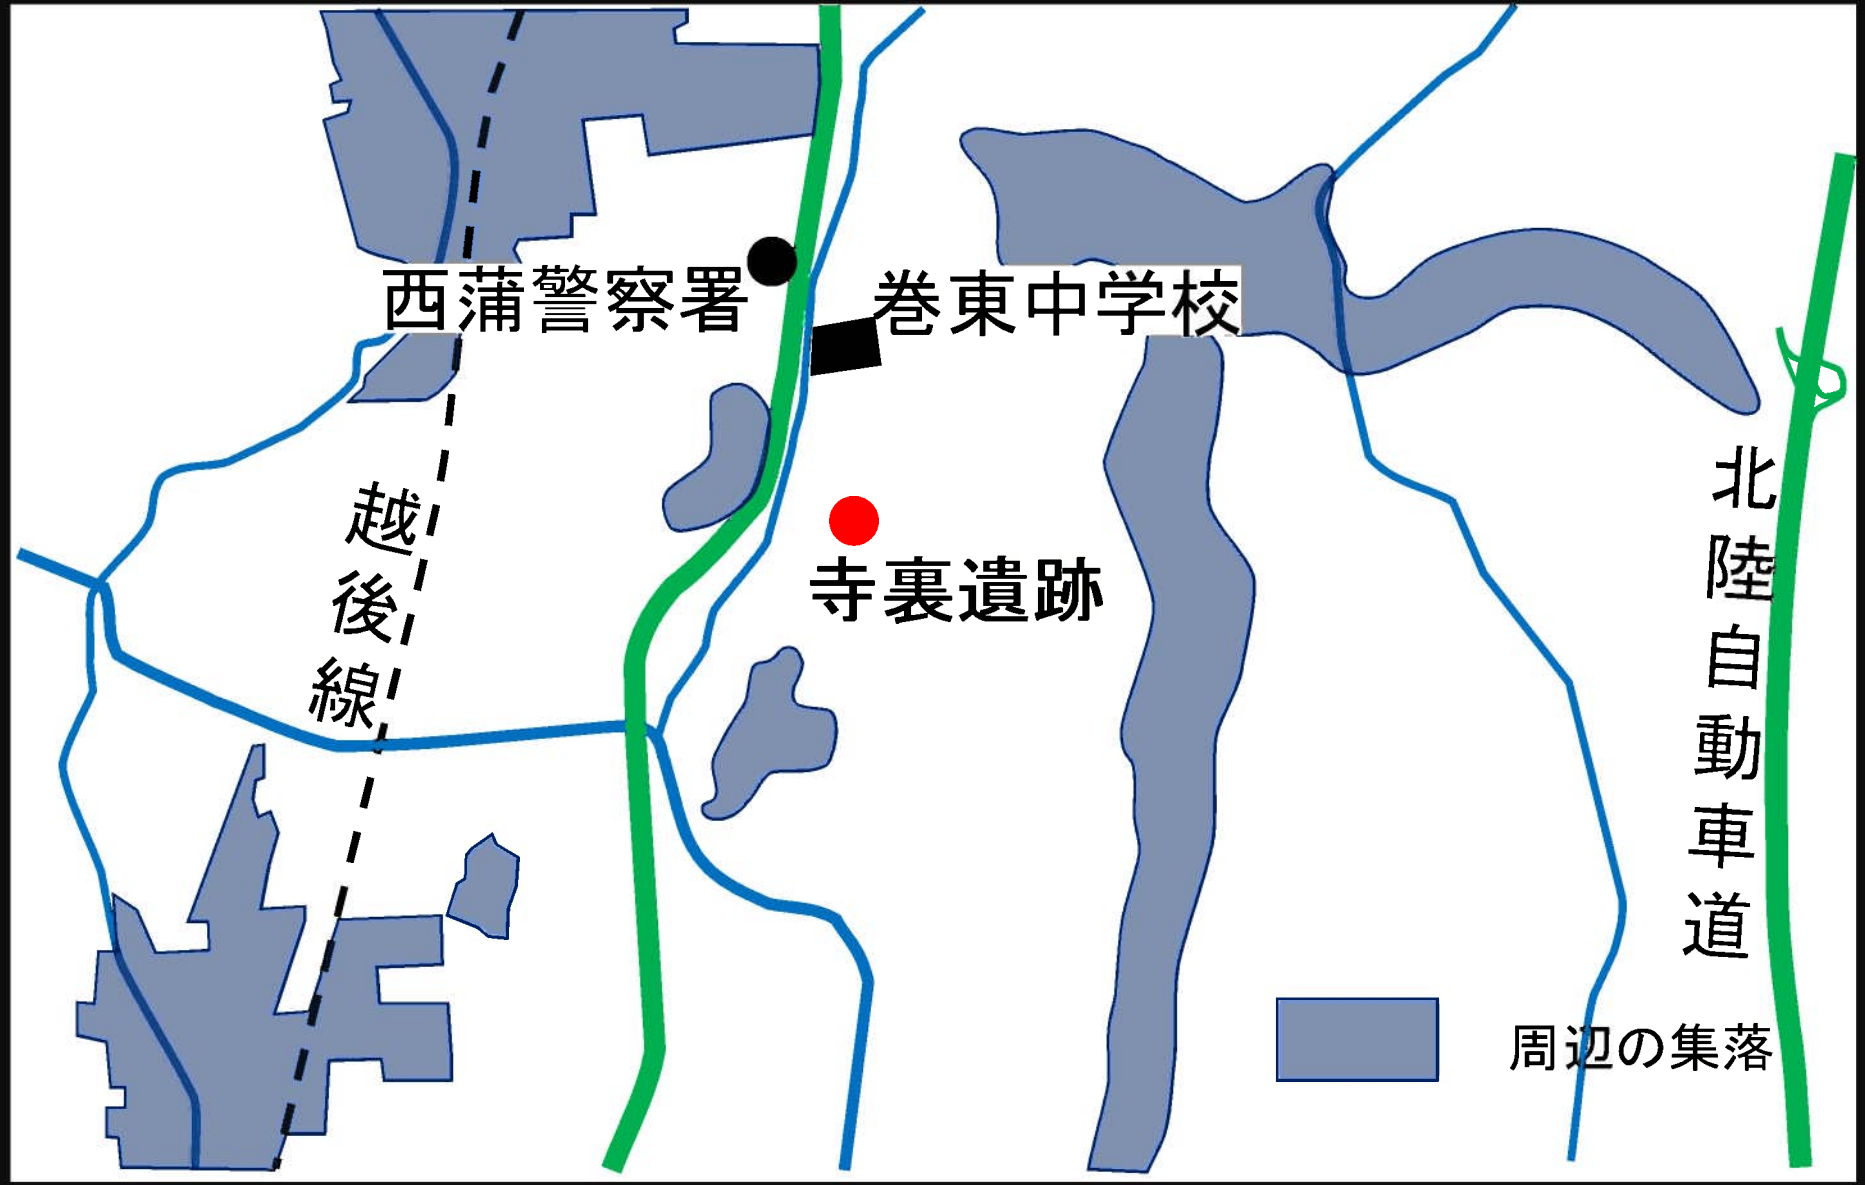 西蒲警察署
巻東中学校
越後線
寺裏遺跡
北陸自動車道
周辺の集落